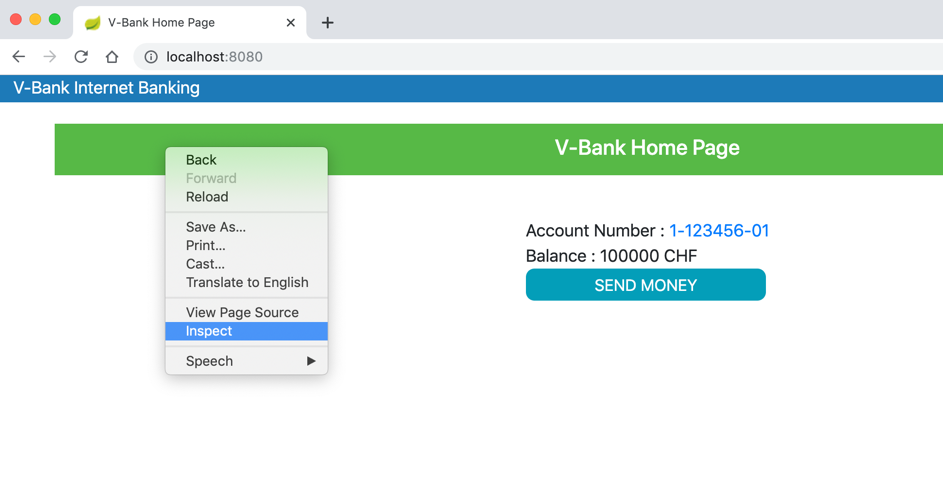 V-Bank Home Page
localhost:8080
V-Bank Internet Banking
V-Bank Home Page
Back
Forward
Reload
Save As...
Print...
Cast...
Translate to English
View Page Source
Inspect
Speech
Account Number : 1-123456-01
Balance : 100000 CHF
SEND MONEY